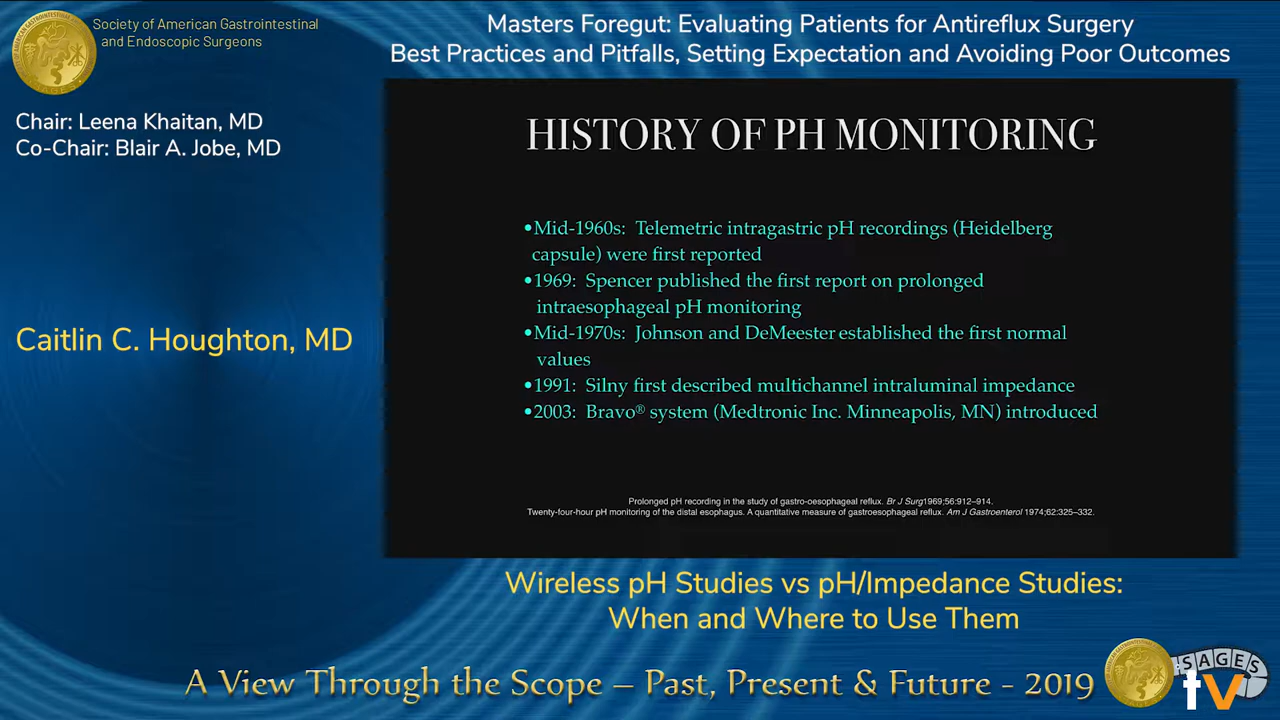 Society of American Gastrointestinal
and Endoscopic Surgeons
Masters Foregut: Evaluating Patients for Antireflux Surgery
Best Practices and Pitfalls, Setting Expectation and Avoiding Poor Outcomes
Chair: Leena Khaitan, MD
Co-Chair: Blair A. Jobe, MD
Caitlin C. Houghton, MD
HISTORY OF PH MONITORING
•Mid-1960s: Telemetric intragastric pH recordings (Heidelberg
capsule) were first reported
•1969: Spencer published the first report on prolonged
intraesophageal pH monitoring
•Mid-1970s: Johnson and DeMeester established the first normal
values
•1991: Silny first described multichannel intraluminal impedance
•2003: Bravo® system (Medtronic Inc. Minneapolis, MN) introduced
Prolonged pH recording in the study of gastro-oesophageal reflux. Br J Surg1969;56:912–914.
Twenty-four-hour pH monitoring of the distal esophagus. A quantitative measure of gastroesophageal reflux. Am J Gastroenterol 1974;62:325–332.
Wireless pH Studies vs pH/Impedance Studies:
When and Where to Use Them
A View Through the Scope – Past, Present & Future - 2019
SAGES
tv